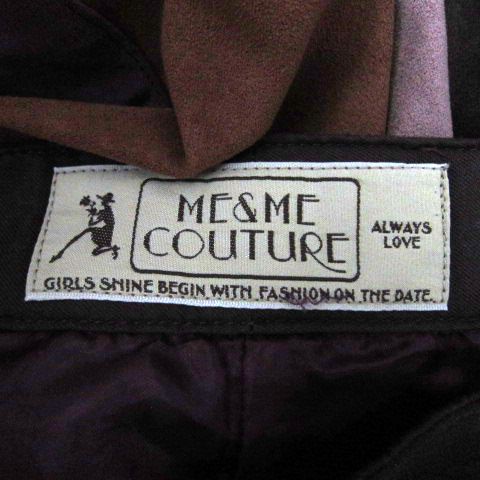 ME&ME
COUTURE
ALWAYS
LOVE
GIRLS SHINE BEGIN WITH FASHION ON THE DATE.